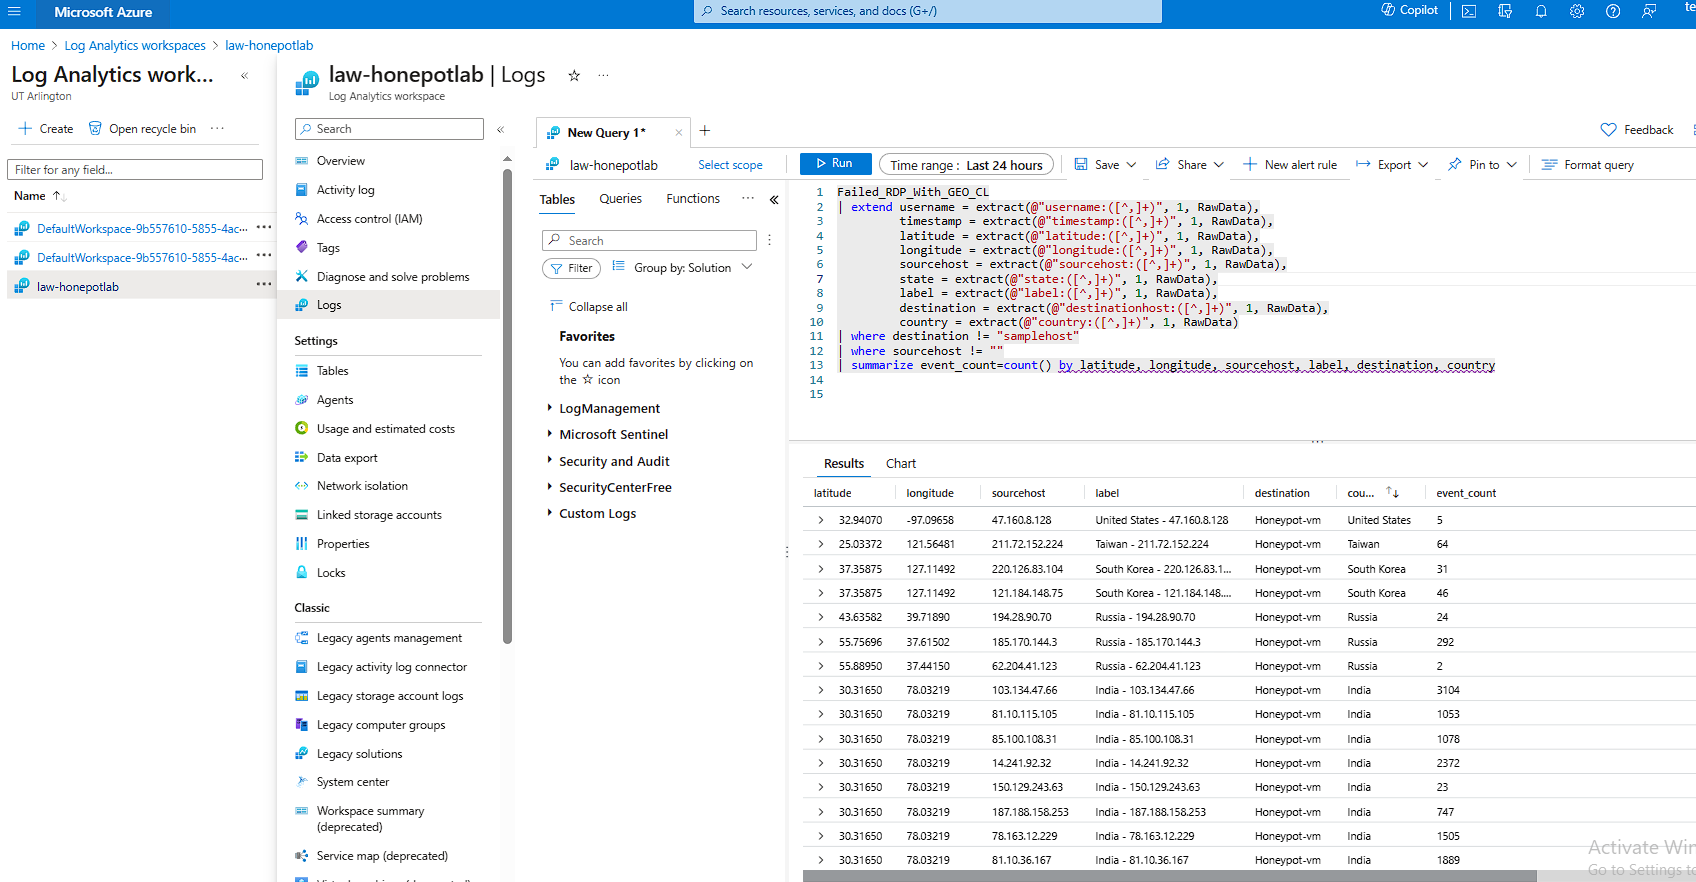 Microsoft Azure
Search resources, services, and docs (G+/)
Copilot
te
Home > Log Analytics workspaces > law-honepotlab
Log Analytics work...
«
UT Arlington
Create
Open recycle bin
...
Filter for any field...
Name ↑↓
DefaultWorkspace-9b557610-5855-4ac... ...
DefaultWorkspace-9b557610-5855-4ac... ...
law-honepotlab ...
law-honepotlab | Logs
...
Log Analytics workspace
Search
«
Overview
Activity log
Access control (IAM)
Tags
Diagnose and solve problems
Logs
Settings
Tables
Agents
Usage and estimated costs
Data export
Network isolation
Linked storage accounts
Properties
Locks
Classic
Legacy agents management
Legacy activity log connector
Legacy storage account logs
Legacy computer groups
Legacy solutions
System center
Workspace summary
(deprecated)
Service map (deprecated)
New Query 1*
×
+
Feedback
law-honepotlab
Select scope
Run
Time range : Last 24 hours
Save
Share
New alert rule
Export
Pin to
Format query
Tables
Queries
Functions
...
«
Search
Filter
Group by: Solution
Collapse all
Favorites
You can add favorites by clicking on
the ☆ icon
LogManagement
Microsoft Sentinel
Security and Audit
SecurityCenterFree
Custom Logs
1 Failed_RDP_With_GEO_CL
2 | extend username = extract(@"username:([^,]+)", 1, RawData),
3 timestamp = extract(@"timestamp:([^,]+)", 1, RawData),
4 latitude = extract(@"latitude:([^,]+)", 1, RawData),
5 longitude = extract(@"longitude:([^,]+)", 1, RawData),
6 sourcehost = extract(@"sourcehost:([^,]+)", 1, RawData),
7 state = extract(@"state:([^,]+)", 1, RawData),
8 label = extract(@"label:([^,]+)", 1, RawData),
9 destination = extract(@"destinationhost:([^,]+)", 1, RawData),
10 country = extract(@"country:([^,]+)", 1, RawData)
11 | where destination != "samplehost"
12 | where sourcehost != ""
13 | summarize event_count=count() by latitude, longitude, sourcehost, label, destination, country
14
15
...
Results
Chart
latitude longitude sourcehost label destination cou... ↑↓ event_count
> 32.94070 -97.09658 47.160.8.128 United States - 47.160.8.128 Honeypot-vm United States 5
> 25.03372 121.56481 211.72.152.224 Taiwan - 211.72.152.224 Honeypot-vm Taiwan 64
> 37.35875 127.11492 220.126.83.104 South Korea - 220.126.83.1... Honeypot-vm South Korea 31
> 37.35875 127.11492 121.184.148.75 South Korea - 121.184.148.... Honeypot-vm South Korea 46
> 43.63582 39.71890 194.28.90.70 Russia - 194.28.90.70 Honeypot-vm Russia 24
> 55.75696 37.61502 185.170.144.3 Russia - 185.170.144.3 Honeypot-vm Russia 292
> 55.88950 37.44150 62.204.41.123 Russia - 62.204.41.123 Honeypot-vm Russia 2
> 30.31650 78.03219 103.134.47.66 India - 103.134.47.66 Honeypot-vm India 3104
> 30.31650 78.03219 81.10.115.105 India - 81.10.115.105 Honeypot-vm India 1053
> 30.31650 78.03219 85.100.108.31 India - 85.100.108.31 Honeypot-vm India 1078
> 30.31650 78.03219 14.241.92.32 India - 14.241.92.32 Honeypot-vm India 2372
> 30.31650 78.03219 150.129.243.63 India - 150.129.243.63 Honeypot-vm India 23
> 30.31650 78.03219 187.188.158.253 India - 187.188.158.253 Honeypot-vm India 747
> 30.31650 78.03219 78.163.12.229 India - 78.163.12.229 Honeypot-vm India 1505
> 30.31650 78.03219 81.10.36.167 India - 81.10.36.167 Honeypot-vm India 1889
Activate Win
Go to Settings to